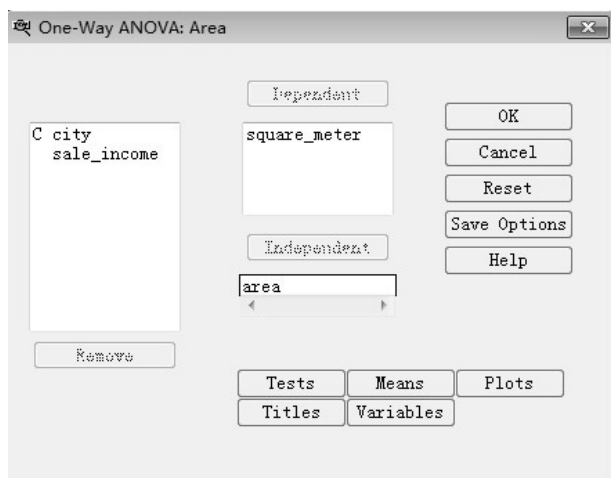 One-Way ANOVA: Area
Dependent
C city
sale_income
square_meter
Independent
area
Remove
OK
Cancel
Reset
Save Options
Help
Tests
Means
Plots
Titles
Variables